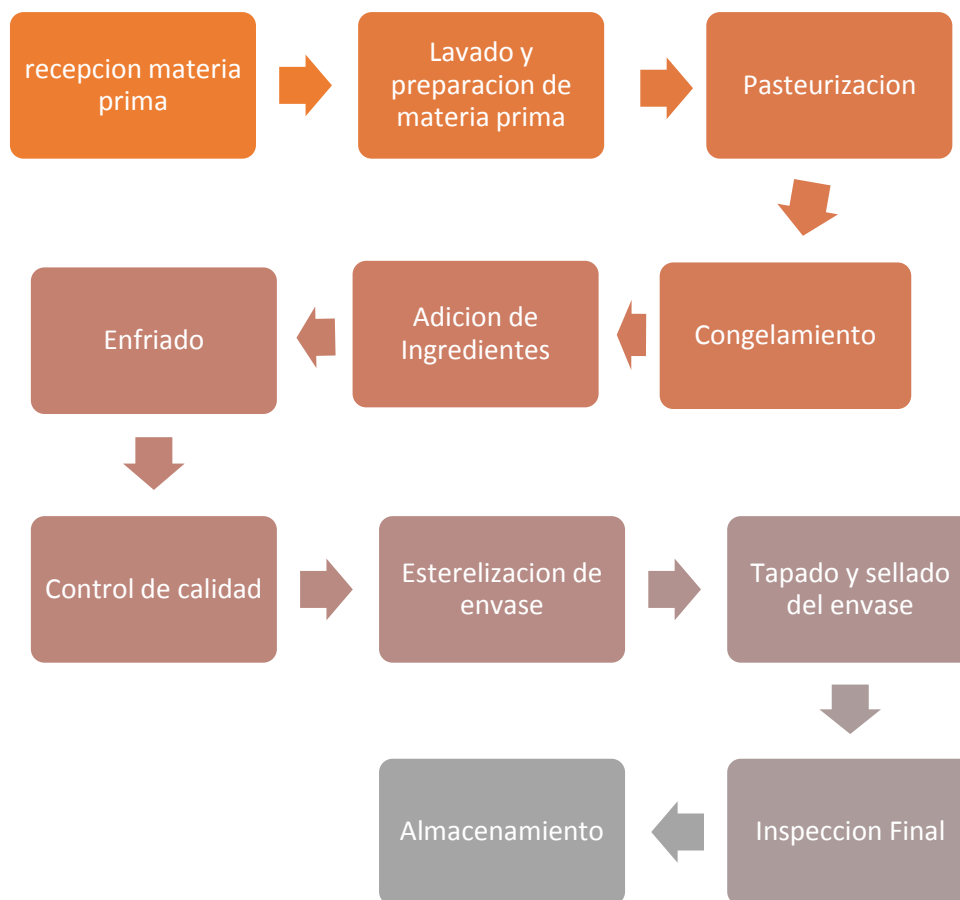 recepcion materia
prima
Lavado y
preparacion de
materia prima
Pasteurizacion
Congelamiento
Adicion de
Ingredientes
Enfriado
Control de calidad
Esterelizacion de
envase
Tapado y sellado
del envase
Inspeccion Final
Almacenamiento